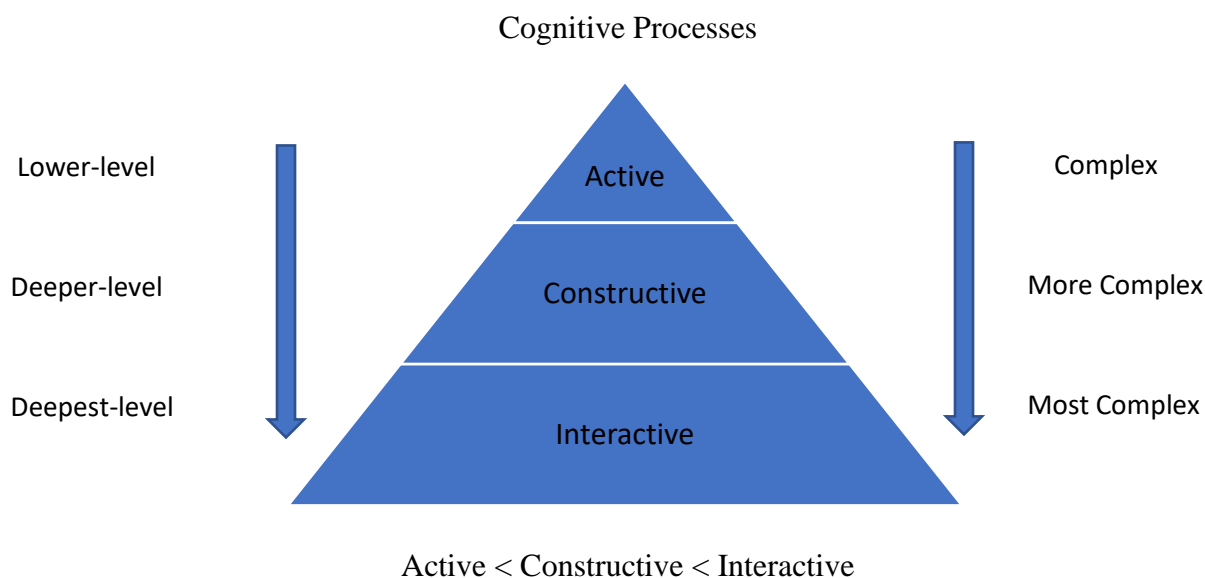 Cognitive Processes
Lower-level
Active
Complex
Deeper-level
Constructive
More Complex
Deepest-level
Interactive
Most Complex
Active < Constructive < Interactive